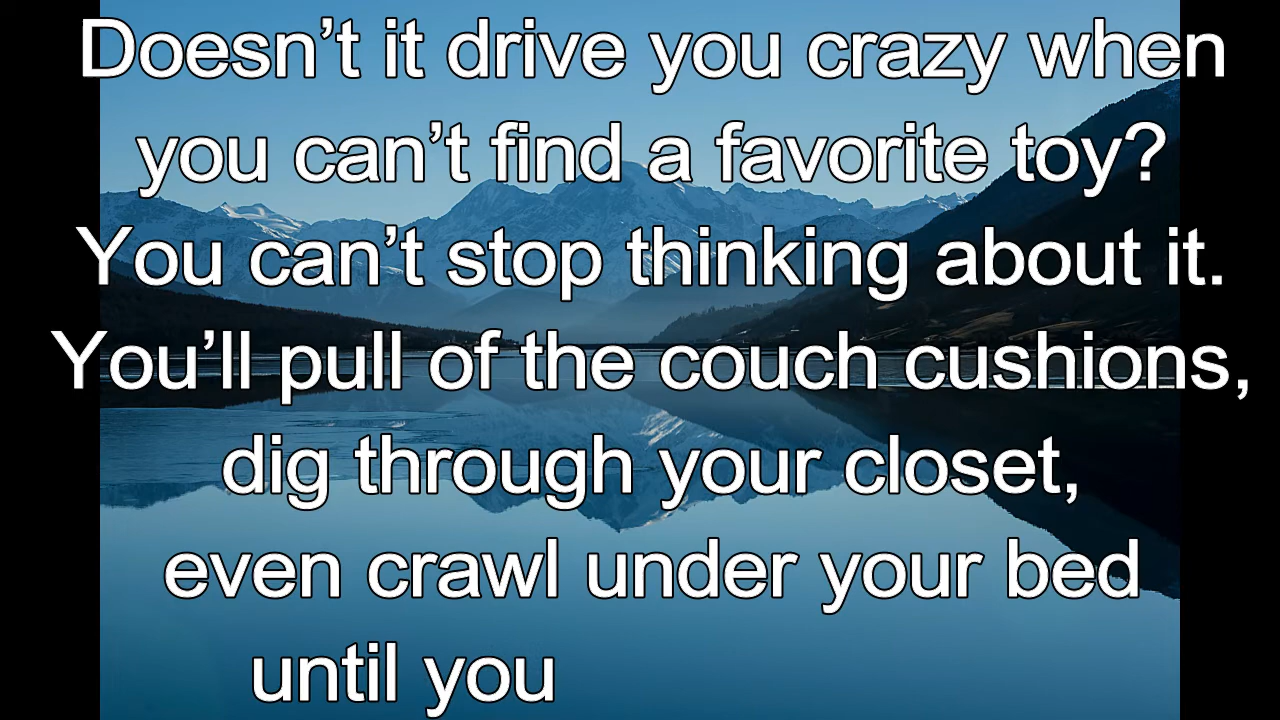 Doesn’t it drive you crazy when
you can’t find a favorite toy?
You can’t stop thinking about it.
You’ll pull of the couch cushions,
dig through your closet,
even crawl under your bed
until you